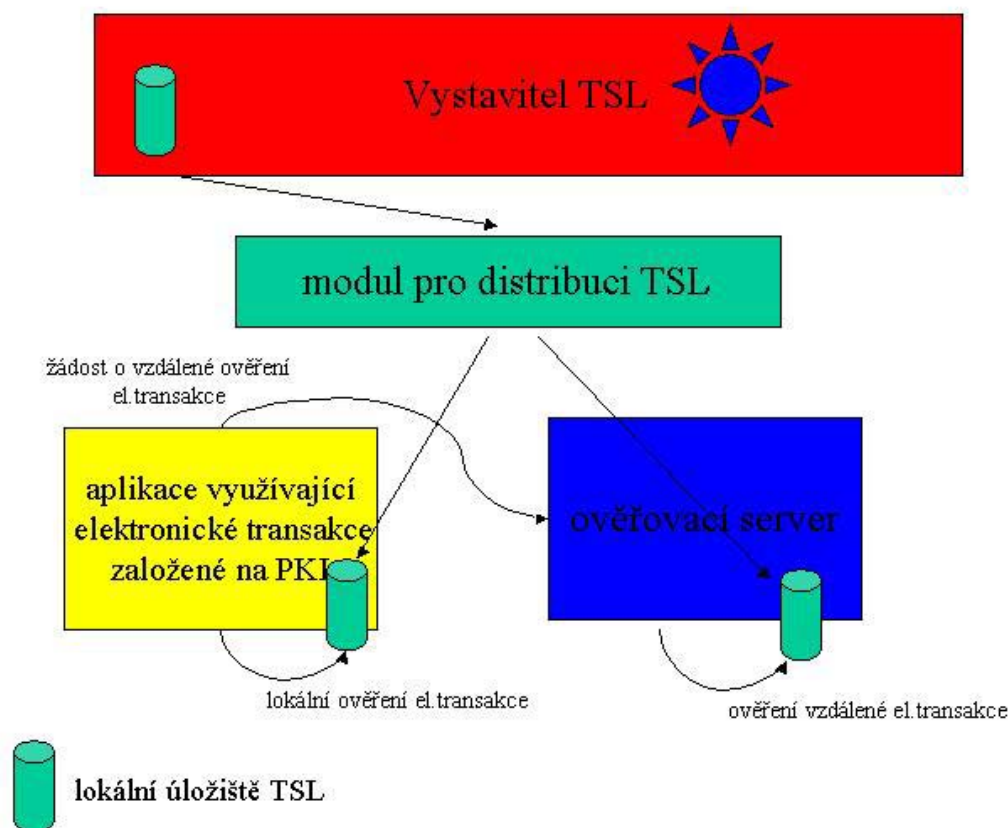 Vystavitel TSL
modul pro distribuci TSL
žádost o vzdálené ověření
el.transakce
aplikace využívající
elektronické transakce
založené na PKI
ověřovací server
lokální ověření el.transakce
ověření vzdálené el.transakce
lokální úložiště TSL